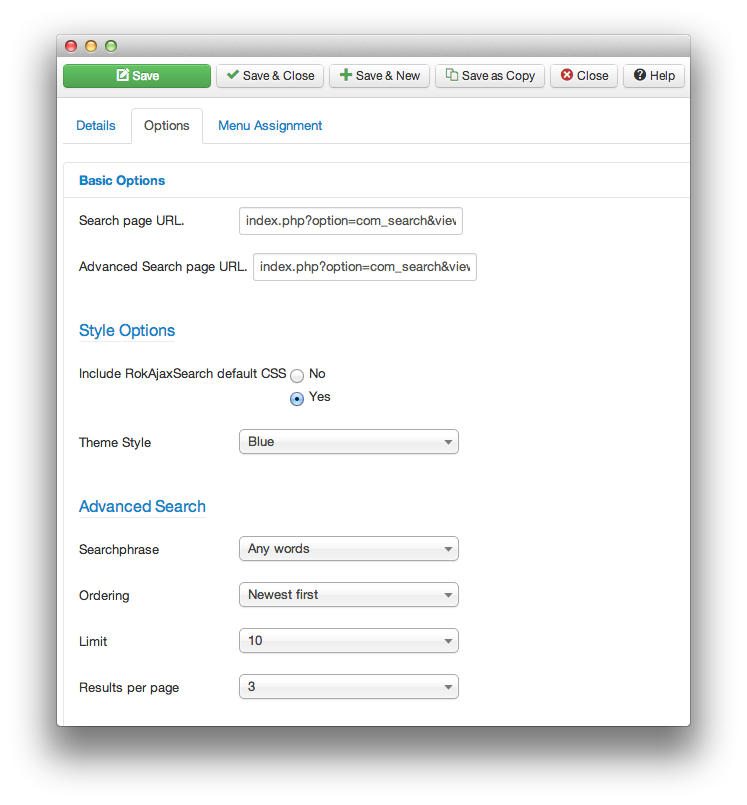 Save Save & Close Save & New Save as Copy Close Help
Details Options Menu Assignment
Basic Options
Search page URL. index.php?option=com_search&view
Advanced Search page URL. index.php?option=com_search&view
Style Options
Include RokAjaxSearch default CSS No
Yes
Theme Style Blue
Advanced Search
Searchphrase Any words
Ordering Newest first
Limit 10
Results per page 3